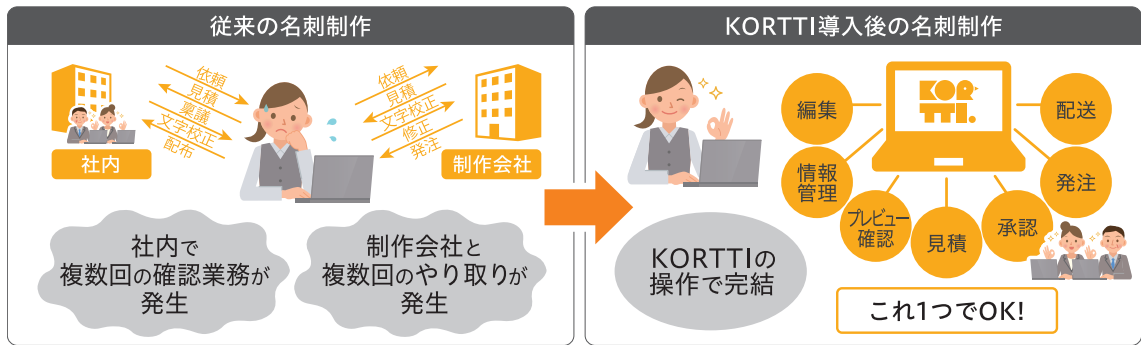 従来の名刺制作
依頼
見積
稟議
文字校正
配布
社内
依頼
見積
文字校正
修正
発注
制作会社
社内で
複数回の確認業務が
発生
制作会社と
複数回のやり取りが
発生
KORTTI導入後の名刺制作
KOR
TTI.
編集
情報
管理
プレビュー
確認
見積
承認
発注
配送
KORTTIの
操作で完結
これ1つでOK!